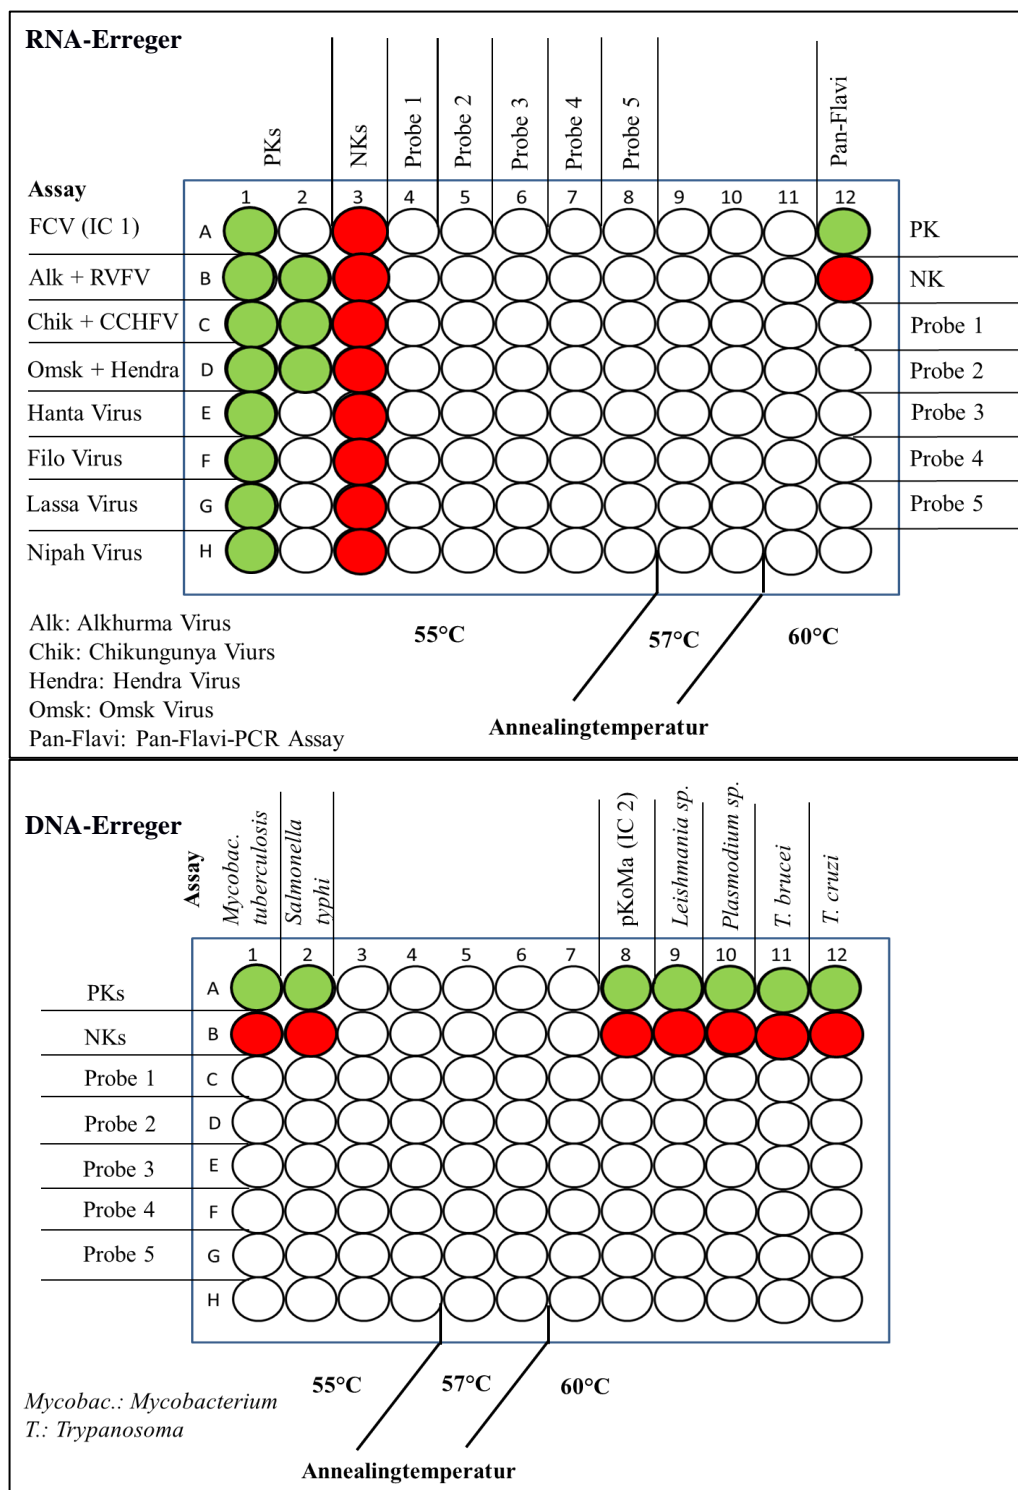 RNA-Erreger
PKs
NKs
Probe 1
Probe 2
Probe 3
Probe 4
Probe 5
Pan-Flavi
Assay
1 2 3 4 5 6 7 8 9 10 11 12
FCV (IC 1) A PK
Alk + RVFV B NK
Chik + CCHFV C Probe 1
Omsk + Hendra D Probe 2
Hanta Virus E Probe 3
Filo Virus F Probe 4
Lassa Virus G Probe 5
Nipah Virus H
55°C 57°C 60°C
Annealingtemperatur
Alk: Alkhurma Virus
Chik: Chikungunya Viurs
Hendra: Hendra Virus
Omsk: Omsk Virus
Pan-Flavi: Pan-Flavi-PCR Assay
DNA-Erreger
Assay
Mycobac.
tuberculosis
Salmonella
typhi
pKoMa (IC 2)
Leishmania sp.
Plasmodium sp.
T. brucei
T. cruzi
1 2 3 4 5 6 7 8 9 10 11 12
PKs A
NKs B
Probe 1 C
Probe 2 D
Probe 3 E
Probe 4 F
Probe 5 G
H
55°C 57°C 60°C
Annealingtemperatur
Mycobac.: Mycobacterium
T.: Trypanosoma